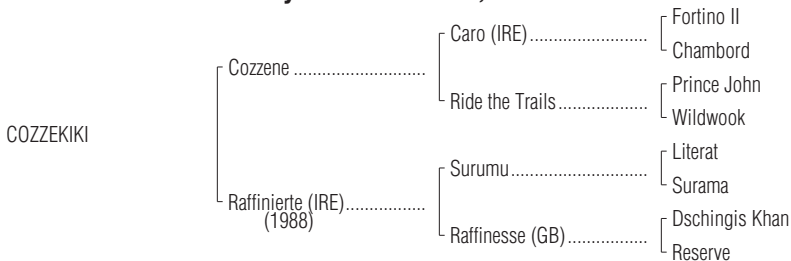 Fortino II
Caro (IRE)
Chambord
Cozzene
Prince John
Ride the Trails
Wildwook
COZZEKIKI
Literat
Surumu
Surama
Raffinierte (IRE)
(1988)
Dschingis Khan
Raffinesse (GB)
Reserve